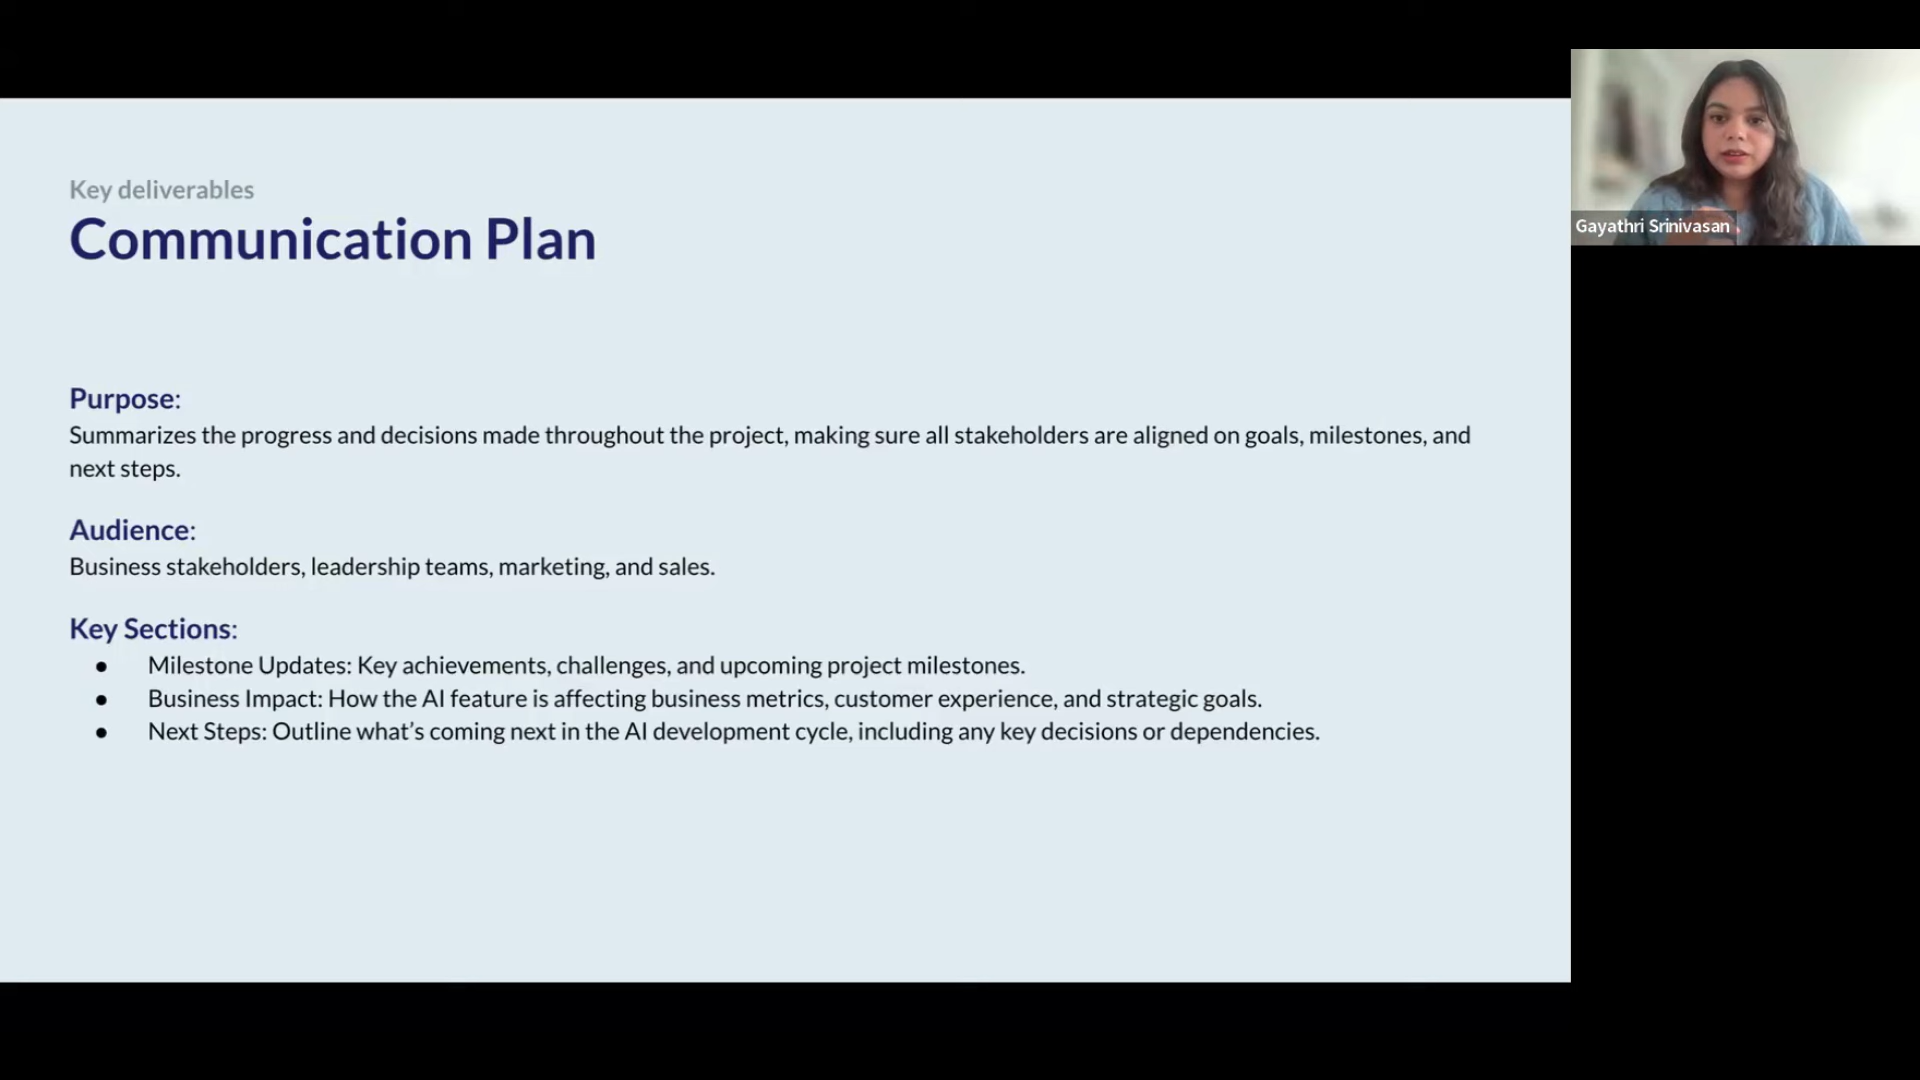 Key deliverables
Communication Plan
Gayathri Srinivasan
Purpose:
Summarizes the progress and decisions made throughout the project, making sure all stakeholders are aligned on goals, milestones, and
next steps.
Audience:
Business stakeholders, leadership teams, marketing, and sales.
Key Sections:
● Milestone Updates: Key achievements, challenges, and upcoming project milestones.
● Business Impact: How the AI feature is affecting business metrics, customer experience, and strategic goals.
● Next Steps: Outline what’s coming next in the AI development cycle, including any key decisions or dependencies.